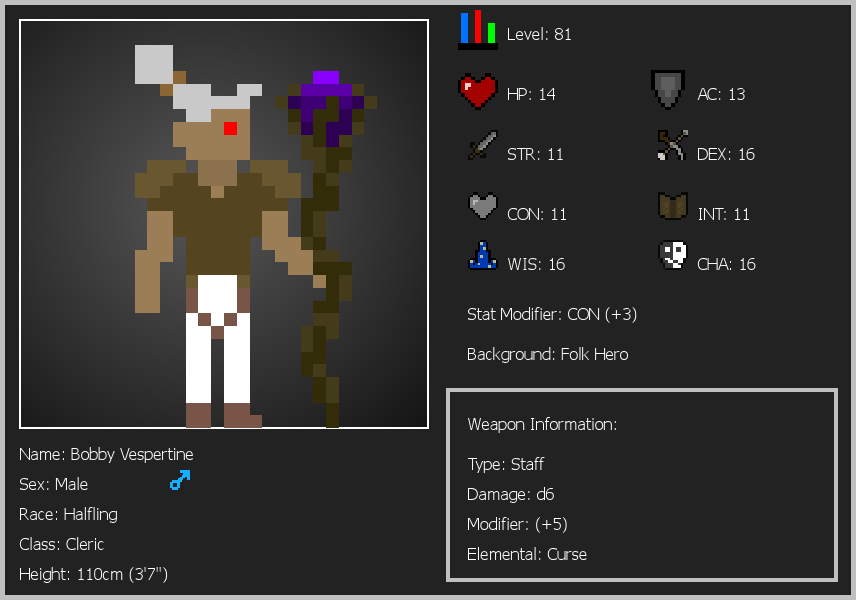 Level: 81
HP: 14
AC: 13
STR: 11
DEX: 16
CON: 11
INT: 11
WIS: 16
CHA: 16
Stat Modifier: CON (+3)
Background: Folk Hero
Weapon Information:
Type: Staff
Damage: d6
Modifier: (+5)
Elemental: Curse
Name: Bobby Vespertine
Sex: Male
Race: Halfling
Class: Cleric
Height: 110cm (3'7")